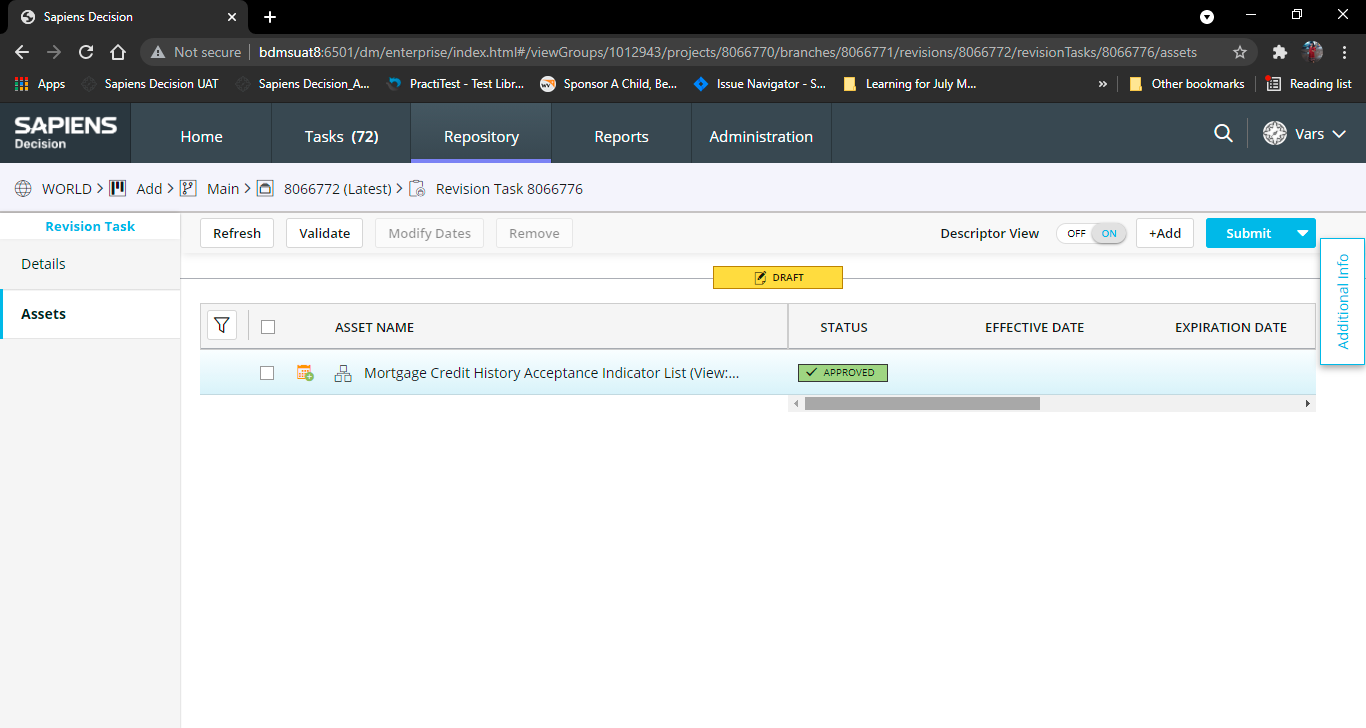 Sapiens Decision
Not secure bdmsuat8:6501/dm/enterprise/index.html#/viewGroups/1012943/projects/8066770/branches/8066771/revisions/8066772/revisionTasks/8066776/assets
Apps Sapiens Decision UAT Sapiens Decision_A... PractiTest - Test Libr... wv Sponsor A Child, Be... Issue Navigator - S... Learning for July M... » Other bookmarks Reading list
SAPIENS
Decision
Home Tasks (72) Repository Reports Administration Vars
WORLD > Add > Main > 8066772 (Latest) > Revision Task 8066776
Revision Task
Details
Assets
Refresh Validate Modify Dates Remove Descriptor View OFF ON +Add Submit
Additional Info
DRAFT
ASSET NAME STATUS EFFECTIVE DATE EXPIRATION DATE
Mortgage Credit History Acceptance Indicator List (View:... APPROVED